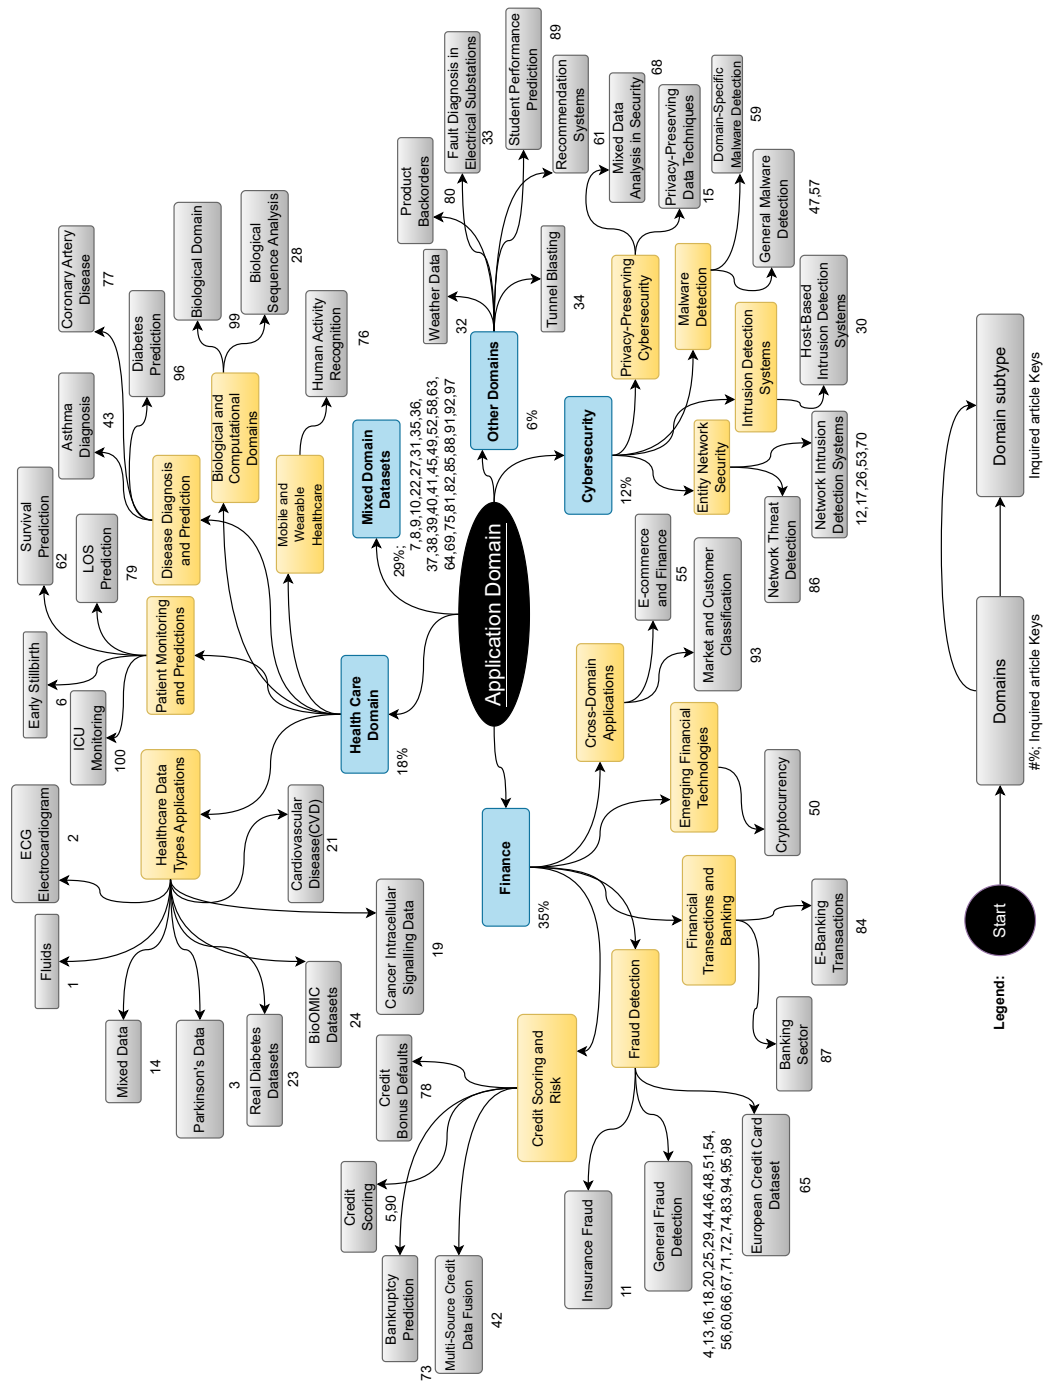 Bankruptcy
Prediction
73
Multi-Source Credit
Data Fusion
42
Credit
Scoring
5,90
Credit
Bonus Defaults
78
Credit Scoring and
Risk
Insurance Fraud
11
General Fraud
Detection
4,13,16,18,20,25,29,44,46,48,51,54,
56,60,66,67,71,72,74,83,94,95,98
European Credit Card
Dataset
65
Fraud Detection
Banking
Sector
87
E-Banking
Transactions
84
Financial
Transections and
Banking
Cryptocurrency
50
Emerging Financial
Technologies
Market and Customer
Classification
93
E-commerce
and Finance
55
Cross-Domain
Applications
Finance
35%
Fluids
1
ECG
Electrocardiogram
2
Mixed Data
14
Parkinson's Data
3
Real Diabetes
Datasets
23
BioOMIC
Datasets
24
Cancer Intracellular
Signalling Data
19
Cardiovascular
Disease(CVD)
21
Healthcare Data
Types Applications
Early Stillbirth
6
ICU
Monitoring
100
Survival
Prediction
62
LOS
Prediction
79
Patient Monitoring
and Predictions
Asthma
Diagnosis
43
Coronary Artery
Disease
77
Diabetes
Prediction
96
Disease Diagnosis
and Prediction
Biological Domain
99
Biological
Sequence Analysis
28
Biological and
Computational
Domains
Human Activity
Recognition
76
Mobile and
Wearable
Healthcare
Health Care
Domain
18%
Application Domain
Mixed Domain
Datasets
29%;
7,8,9,10,22,27,31,35,36,
37,38,39,40,41,45,49,52,58,63,
64,69,75,81,82,85,88,91,92,97
Other Domains
6%
Weather Data
32
Product
Backorders
80
Fault Diagnosis in
Electrical Substations
33
Student Performance
Prediction
89
Recommendation
Systems
61
Tunnel Blasting
34
Cybersecurity
12%
Privacy-Preserving
Cybersecurity
Mixed Data
Analysis in Security
68
Privacy-Preserving
Data Techniques
15
Malware
Detection
Domain-Specific
Malware Detection
59
General Malware
Detection
47,57
Intrusion Detection
Systems
Host-Based
Intrusion Detection
Systems
30
Entity Network
Security
Network Intrusion
Detection Systems
12,17,26,53,70
Network Threat
Detection
86
Legend:
Start
Domains
#%; Inquired article Keys
Domain subtype
Inquired article Keys